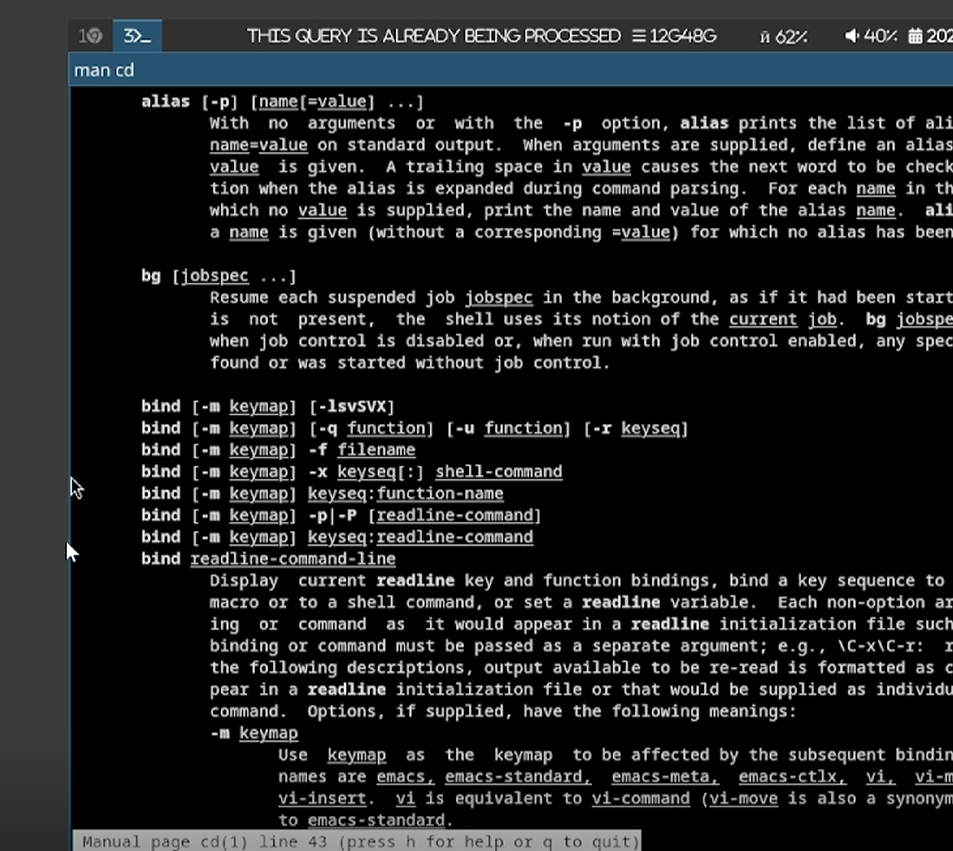 1 3>_ THIS QUERY IS ALREADY BEING PROCESSED 12G48G 62% 40% 202
man cd
alias [-p] [name[=value] ...]
With no arguments or with the -p option, alias prints the list of ali
name=value on standard output. When arguments are supplied, define an alias
value is given. A trailing space in value causes the next word to be check
tion when the alias is expanded during command parsing. For each name in th
which no value is supplied, print the name and value of the alias name. ali
a name is given (without a corresponding =value) for which no alias has been
bg [jobspec ...]
Resume each suspended job jobspec in the background, as if it had been start
is not present, the shell uses its notion of the current job. bg jobspe
when job control is disabled or, when run with job control enabled, any spec
found or was started without job control.
bind [-m keymap] [-lsvSVX]
bind [-m keymap] [-q function] [-u function] [-r keyseq]
bind [-m keymap] -f filename
bind [-m keymap] -x keyseq[:] shell-command
bind [-m keymap] keyseq:function-name
bind [-m keymap] -p|-P [readline-command]
bind [-m keymap] keyseq:readline-command
bind readline-command-line
Display current readline key and function bindings, bind a key sequence to
macro or to a shell command, or set a readline variable. Each non-option ar
ing or command as it would appear in a readline initialization file such
binding or command must be passed as a separate argument; e.g., \C-x\C-r: r
the following descriptions, output available to be re-read is formatted as c
pear in a readline initialization file or that would be supplied as individu
command. Options, if supplied, have the following meanings:
-m keymap
Use keymap as the keymap to be affected by the subsequent bindin
names are emacs, emacs-standard, emacs-meta, emacs-ctlx, vi, vi-m
vi-insert. vi is equivalent to vi-command (vi-move is also a synonym
to emacs-standard.
Manual page cd(1) line 43 (press h for help or q to quit)